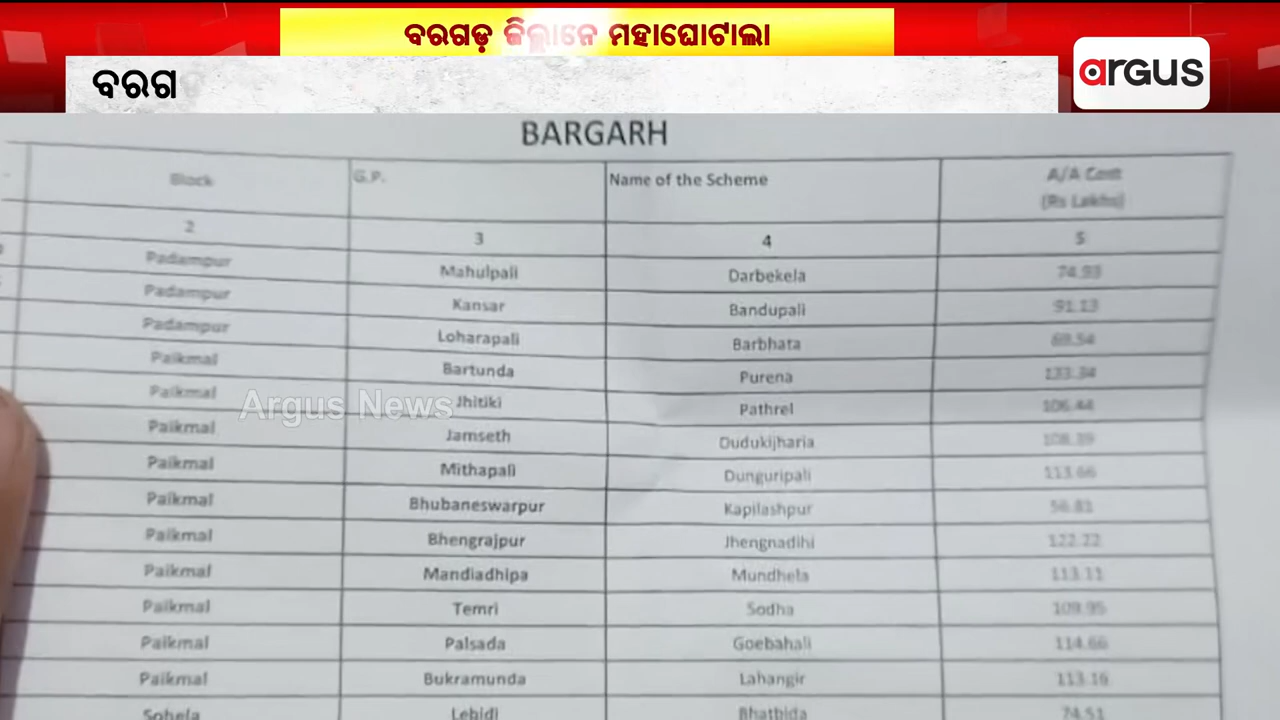 ବରଗଡ଼ ଜିଲ୍ଲାରେ ମହାଘୋଟାଲା
argus
ବରଗ
BARGARH
Block G.P. Name of the Scheme A/A Cost (Rs Lakhs)
2 3 4 5
Padampur Mahulpali Darbekela 74.93
Padampur Kansar Bandupali 91.13
Padampur Loharapali Barbhata 69.54
Paikmal Bartunda Purena 133.34
Paikmal Jhitiki Pathrel 106.44
Paikmal Jamseth Dudukijharia
Paikmal Mithapali Dunguripali 113.66
Paikmal Bhubaneswarpur Kapilashpur 56.81
Paikmal Bhengrajpur Jhengnadihi 122.22
Paikmal Mandiadhipa Mundhela 113.11
Paikmal Temri Sodha 109.95
Paikmal Palsada Goebahali 114.66
Paikmal Bukramunda Lahangir 113.16
Sohela Lebidi Bhatbida 74.51
Argus News